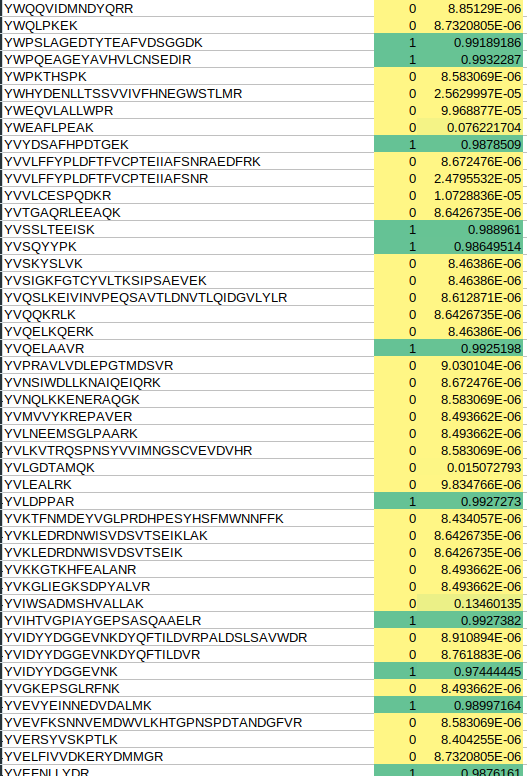 YWQQVIDMNDYQRR 0 8.85129E-06
YWQLPKEK 0 8.7320805E-06
YWPSLAGEDTYTEAFVDSGGDK 1 0.99189186
YWPQEAGEYAVHVLCNSEDIR 1 0.9932287
YWPKTHSPK 0 8.583069E-06
YWHYDENLLTSSVVIVFHNEGWSTLMR 0 2.5629997E-05
YWEQVLALLWPR 0 9.968877E-05
YWEAFLPEAK 0 0.076221704
YVYDSAFHPDTGEK 1 0.9878509
YVVLFFYPLDFTFVCPTEIIAFSNRAEDFRK 0 8.672476E-06
YVVLFFYPLDFTFVCPTEIIAFSNR 0 2.4795532E-05
YVVLCESPQDKR 0 1.0728836E-05
YVTGAQRLEEAQK 0 8.6426735E-06
YVSSLTEEISK 1 0.988961
YVSQYYPK 1 0.98649514
YVSKYSLVK 0 8.46386E-06
YVSIGKFGTCYVLTKSIPSAEVEK 0 8.46386E-06
YVQSLKEIVINVPEQSAVTLDNVTLQIDGVLYLR 0 8.612871E-06
YVQQKRLK 0 8.6426735E-06
YVQELKQERK 0 8.46386E-06
YVQELAAVR 1 0.9925198
YVPRAVLVDLEPGTMDSVR 0 9.030104E-06
YVNSIWDLLKNAIQEIQRK 0 8.672476E-06
YVNQLKKENERAQGK 0 8.583069E-06
YVMVVYKREPAVER 0 8.493662E-06
YVLNEEMSGLPAARK 0 8.493662E-06
YVLKVTRQSPNSYVVIMNGSCVEVDVHR 0 8.583069E-06
YVLGDTAMQK 0 0.015072793
YVLEALRK 0 9.834766E-06
YVLDPPAR 1 0.9927273
YVKTFNMDEYVGLPRDHPESYHSFMWNNFFK 0 8.434057E-06
YVKLEDRDNWISVDSVTSEIKLAK 0 8.6426735E-06
YVKLEDRDNWISVDSVTSEIK 0 8.6426735E-06
YVKKGTKHFEALANR 0 8.493662E-06
YVKGLIEGKSDPYALVR 0 8.493662E-06
YVIWSADMSHVALLAK 0 0.13460135
YVIHTVGPIAYGEPSASQAAELR 1 0.9927382
YVIDYYDGGEVNKDYQFTILDVRPALDSLSAVWDR 0 8.910894E-06
YVIDYYDGGEVNKDYQFTILDVR 0 8.761883E-06
YVIDYYDGGEVNK 1 0.97444445
YVGKEPSGLRFNK 0 8.493662E-06
YVEVYEINNEDVDALMK 1 0.98997164
YVEVFKSNNVEMDWVLKHTGPNSPDTANDGFVR 0 8.583069E-06
YVERSYVSKPTLK 0 8.404255E-06
YVELFIVVDKERYDMMGR 0 8.7320805E-06
YVEFNLLYDR 1 0.9876161